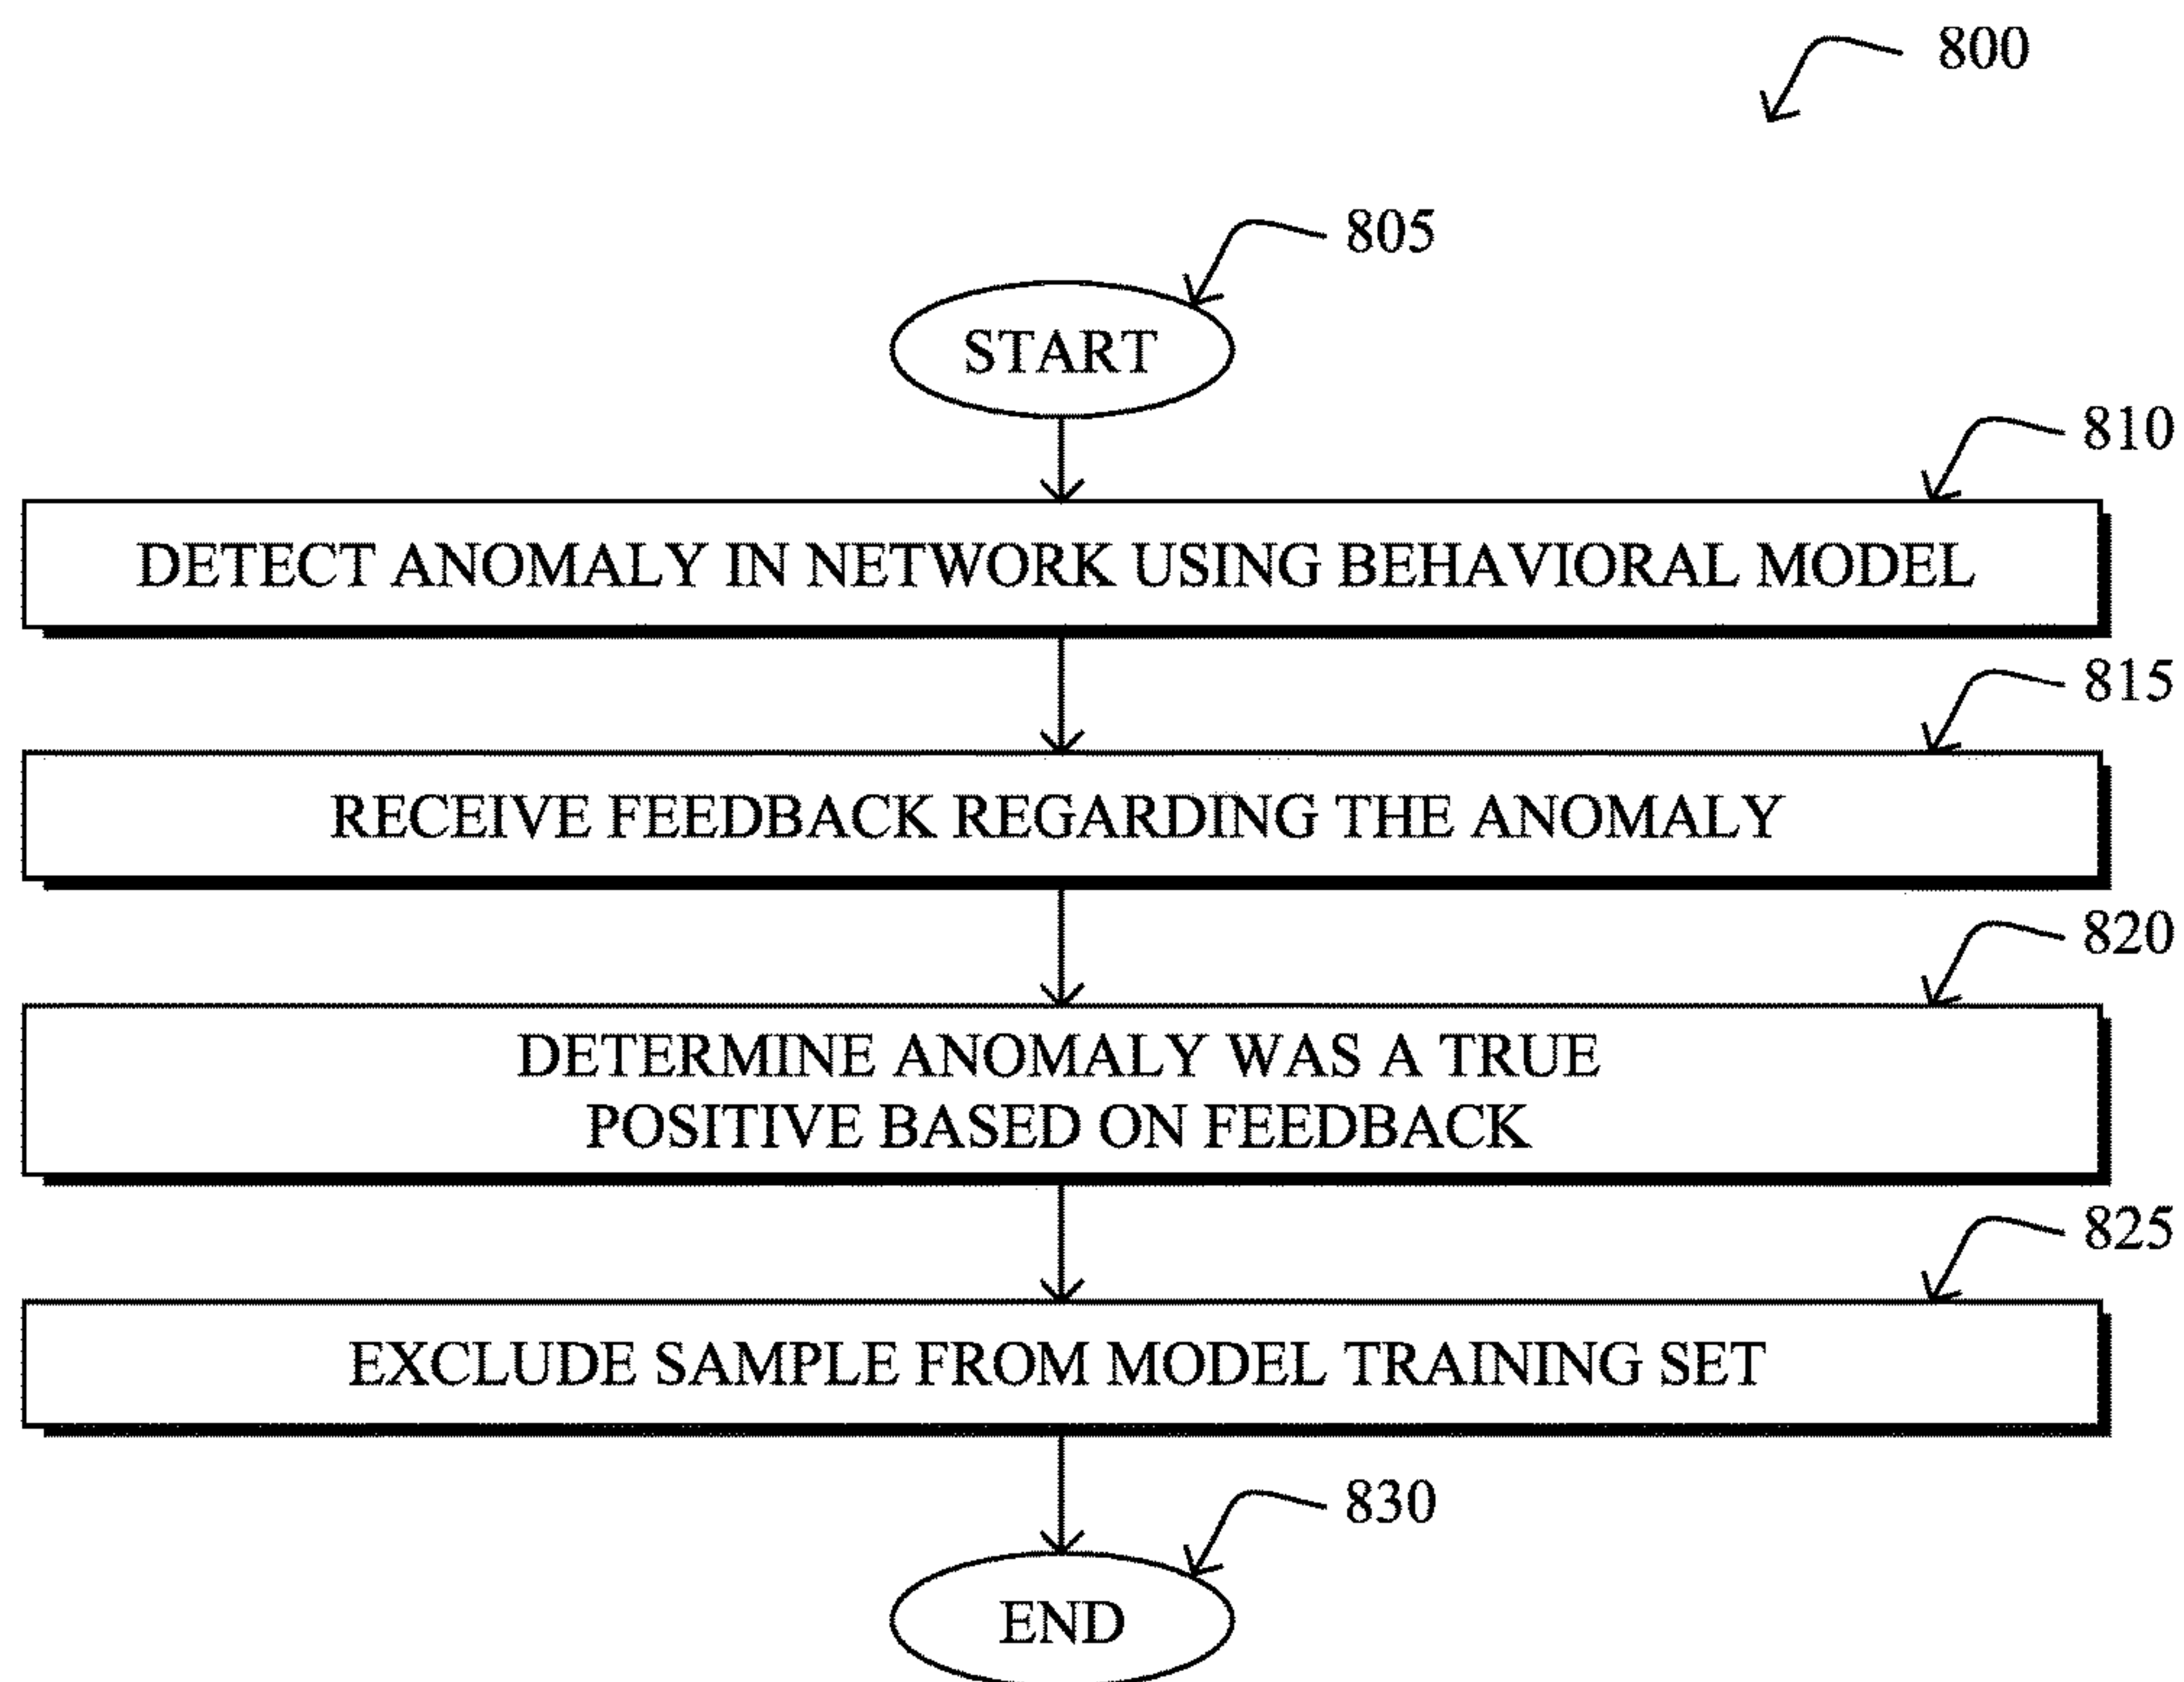 800
805
START
810
DETECT ANOMALY IN NETWORK USING BEHAVIORAL MODEL
815
RECEIVE FEEDBACK REGARDING THE ANOMALY
820
DETERMINE ANOMALY WAS A TRUE
POSITIVE BASED ON FEEDBACK
825
EXCLUDE SAMPLE FROM MODEL TRAINING SET
830
END